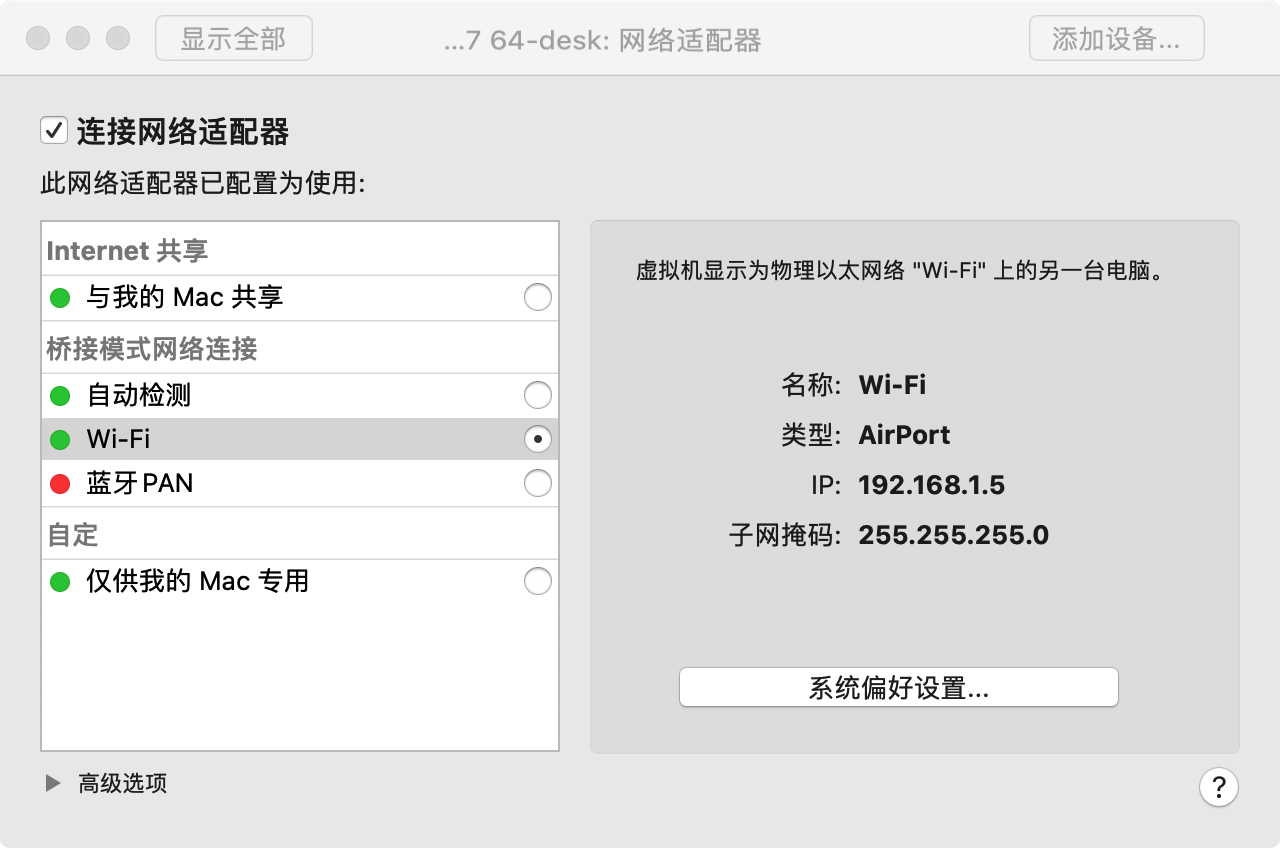 显示全部
...7 64-desk: 网络适配器
添加设备...
连接网络适配器
此网络适配器已配置为使用:
Internet 共享
与我的 Mac 共享
桥接模式网络连接
自动检测
Wi-Fi
蓝牙 PAN
自定
仅供我的 Mac 专用
虚拟机显示为物理以太网络 "Wi-Fi" 上的另一台电脑。
名称: Wi-Fi
类型: AirPort
IP: 192.168.1.5
子网掩码: 255.255.255.0
系统偏好设置...
高级选项
?